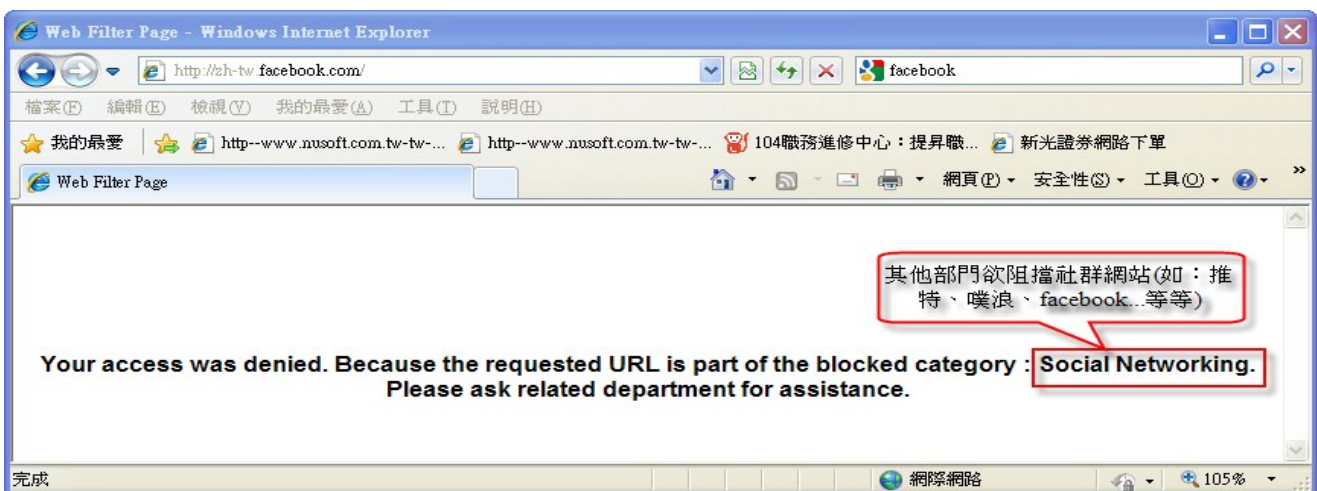 Web Filter Page - Windows Internet Explorer
http://zh-tw.facebook.com/
facebook
檔案(F) 編輯(E) 檢視(V) 我的最愛(A) 工具(T) 說明(H)
我的最愛 http--www.nusoft.com.tw-tw-... http--www.nusoft.com.tw-tw-... 104職務進修中心：提昇職... 新光證券網路下單
Web Filter Page
網頁(P) 安全性(S) 工具(O) »
其他部門欲阻擋社群網站(如：推
特、噗浪、facebook...等等)
Your access was denied. Because the requested URL is part of the blocked category : Social Networking.
Please ask related department for assistance.
完成
網際網路
105%